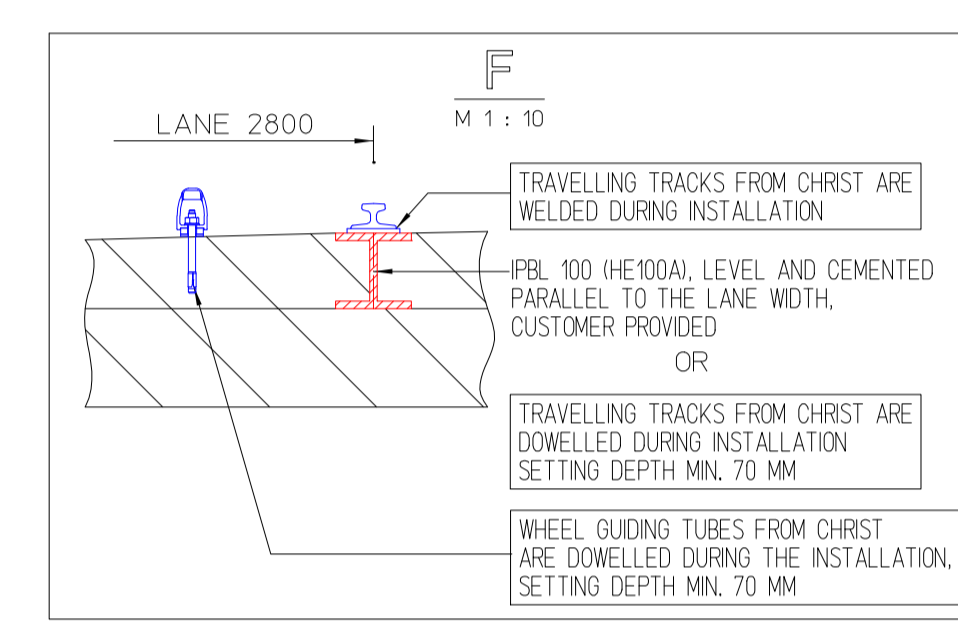 F
M 1 : 10
LANE 2800
TRAVELLING TRACKS FROM CHRIST ARE
WELDED DURING INSTALLATION
IPBL 100 (HE100A), LEVEL AND CEMENTED
PARALLEL TO THE LANE WIDTH,
CUSTOMER PROVIDED
OR
TRAVELLING TRACKS FROM CHRIST ARE
DOWELLED DURING INSTALLATION
SETTING DEPTH MIN. 70 MM
WHEEL GUIDING TUBES FROM CHRIST
ARE DOWELLED DURING THE INSTALLATION,
SETTING DEPTH MIN. 70 MM